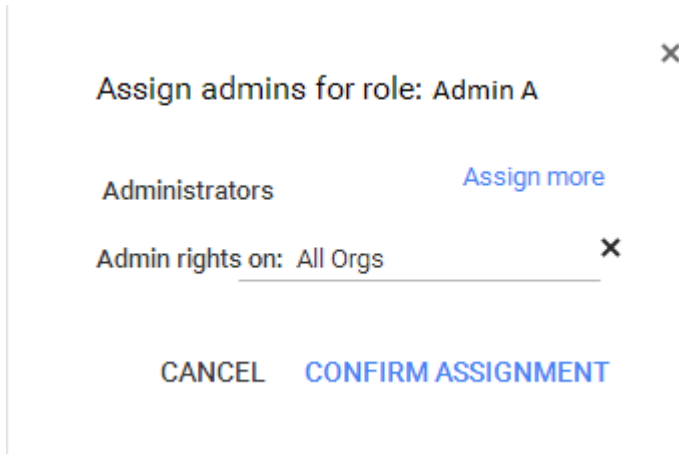 Assign admins for role: Admin A
Administrators Assign more
Admin rights on: All Orgs
CANCEL CONFIRM ASSIGNMENT